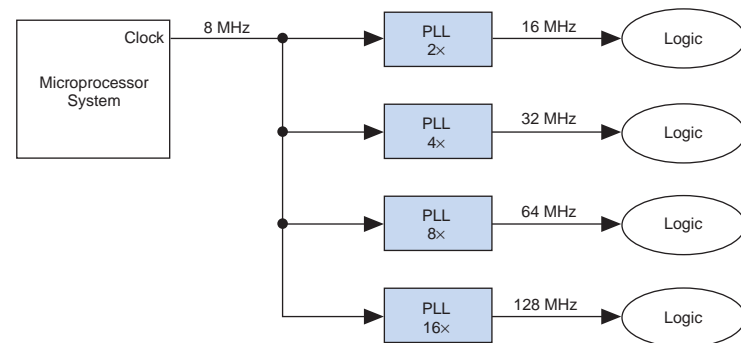 Clock
8 MHz
Microprocessor
System
PLL
2×
16 MHz
Logic
PLL
4×
32 MHz
Logic
PLL
8×
64 MHz
Logic
PLL
16×
128 MHz
Logic